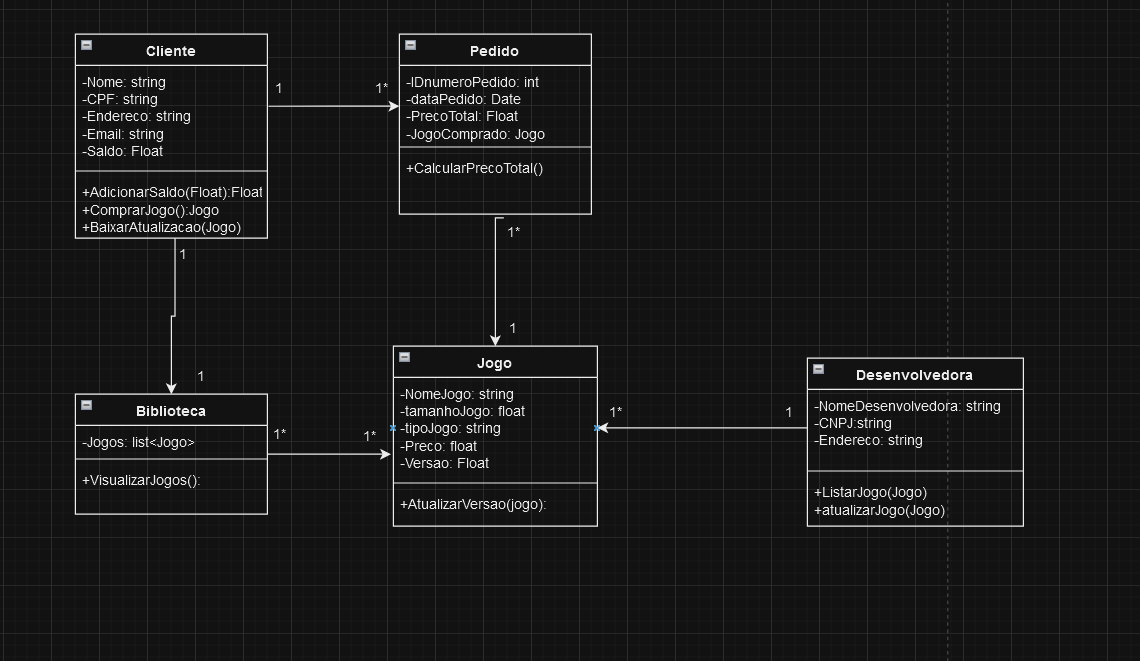 Cliente
-Nome: string
-CPF: string
-Endereco: string
-Email: string
-Saldo: Float
+AdicionarSaldo(Float):Float
+ComprarJogo():Jogo
+BaixarAtualizacao(Jogo)
1
1*
Pedido
-IDnumeroPedido: int
-dataPedido: Date
-PrecoTotal: Float
-JogoComprado: Jogo
+CalcularPrecoTotal()
1
1
1*
1
Biblioteca
-Jogos: list<Jogo>
+VisualizarJogos():
1*
1*
Jogo
-NomeJogo: string
-tamanhoJogo: float
-tipoJogo: string
-Preco: float
-Versao: Float
+AtualizarVersao(jogo):
1*
1
Desenvolvedora
-NomeDesenvolvedora: string
-CNPJ:string
-Endereco: string
+ListarJogo(Jogo)
+atualizarJogo(Jogo)